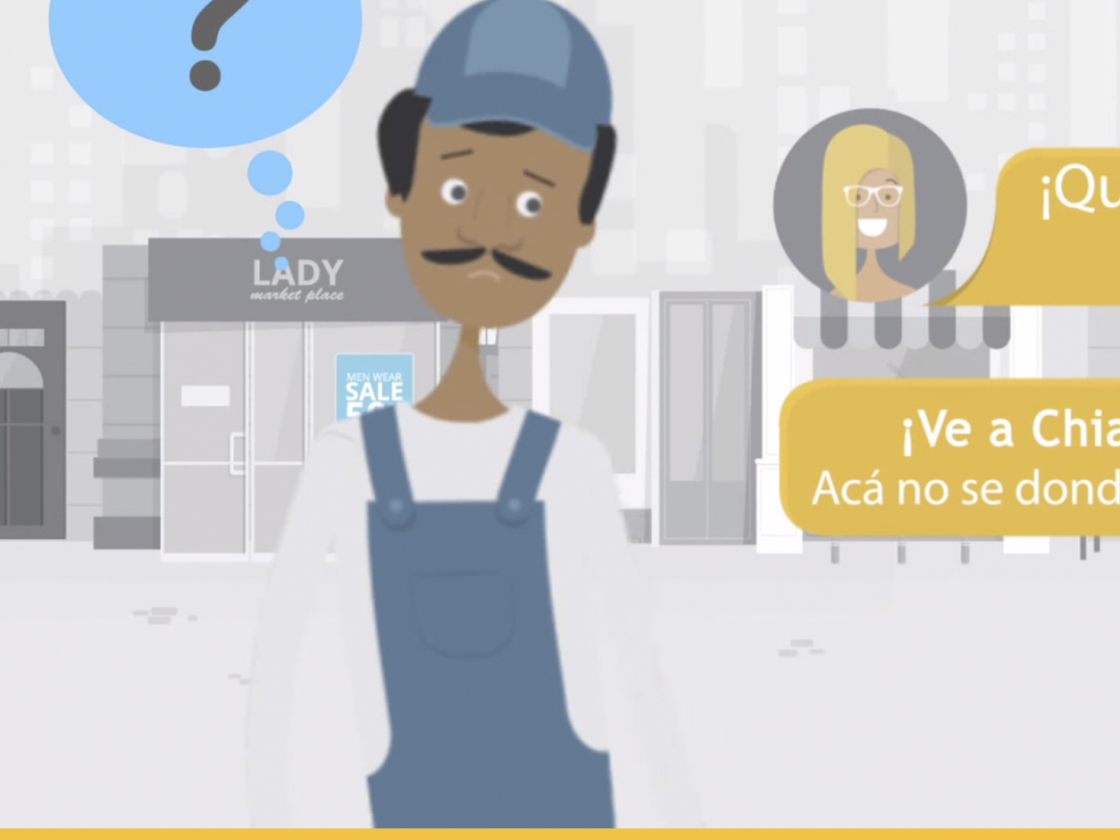 ?
LADY
market place
MEN WEAR
SALE
¡Qu
¡Ve a Chia
Acá no se dond